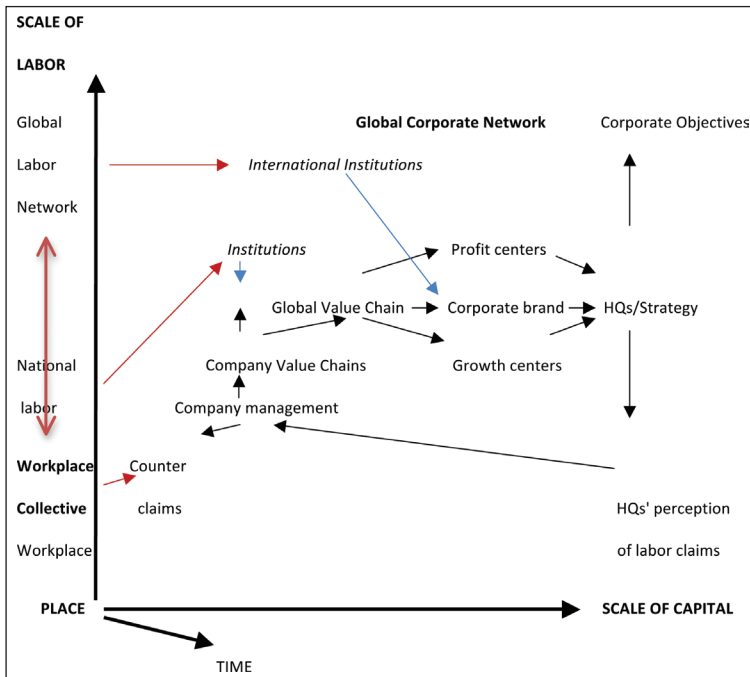 SCALE OF
LABOR
Global Global Corporate Network Corporate Objectives
Labor International Institutions
Network
Institutions Profit centers
Global Value Chain Corporate brand HQs/Strategy
National Company Value Chains Growth centers
labor Company management
Workplace Counter
Collective claims HQs' perception
Workplace of labor claims
PLACE SCALE OF CAPITAL
TIME